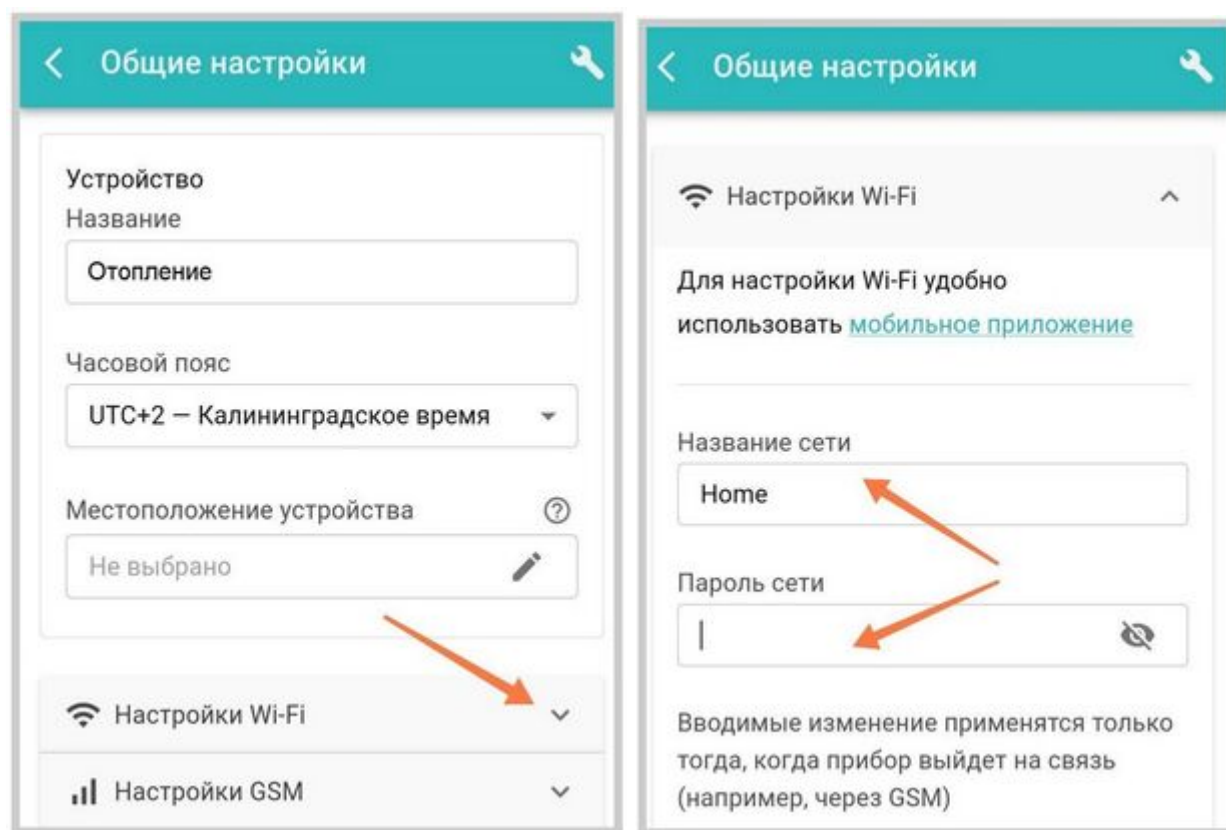 Общие настройки
Устройство
Название
Отопление
Часовой пояс
UTC+2 — Калининградское время
Местоположение устройства
Не выбрано
Настройки Wi-Fi
Настройки GSM
Общие настройки
Настройки Wi-Fi
Для настройки Wi-Fi удобно
использовать мобильное приложение
Название сети
Home
Пароль сети
Вводимые изменение применятся только
тогда, когда прибор выйдет на связь
(например, через GSM)